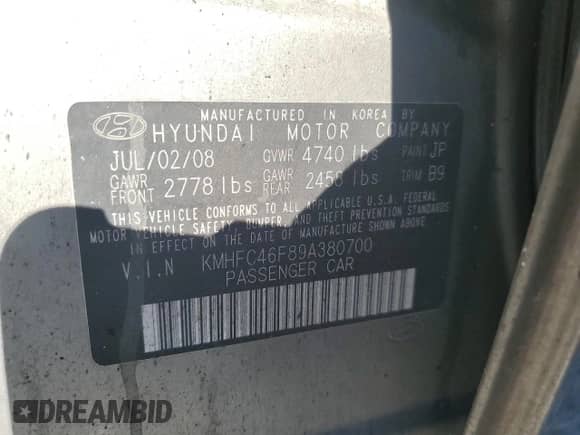 MANUFACTURED IN KOREA BY
HYUNDAI MOTOR COMPANY
JUL/02/08 GVWR 4740 lbs PAINT JP
GAWR FRONT 2778 lbs GAWR REAR 2458 lbs TRIM B9
THIS VEHICLE CONFORMS TO ALL APPLICABLE U.S.A. FEDERAL
MOTOR VEHICLE SAFETY, BUMPER, AND THEFT PREVENTION STANDARDS
IN EFFECT ON THE DATE OF MANUFACTURE SHOWN ABOVE
V.I.N KMHFC46F89A380700
PASSENGER CAR
DREAMBID